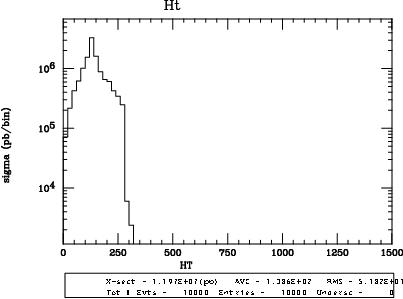 Ht
10^6
10^5
10^4
sigma (pb/bin)
0 250 500 750 1000 1250 1500
HT
X-sect = 1.197E+07(pb) AVG = 1.386E+02 RMS = 5.182E+01
Tot # Evts = 10000 Entries = 10000 Undersc = 0